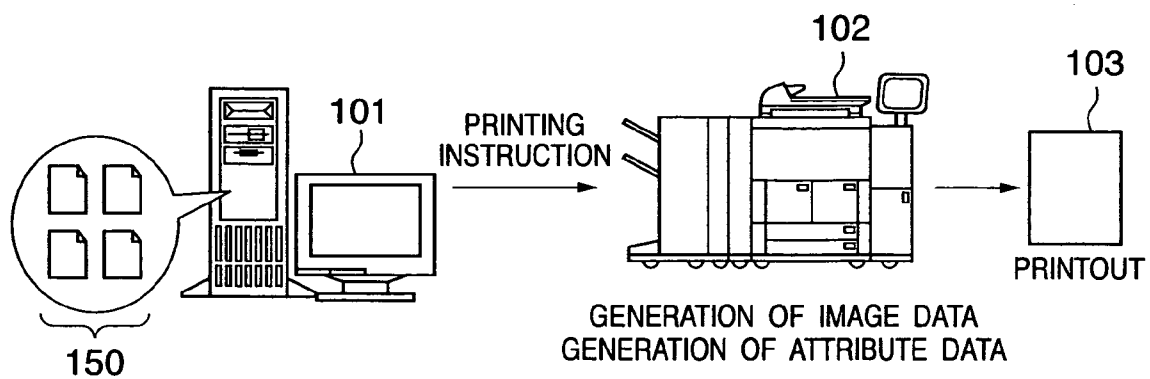 102
103
101
PRINTING
INSTRUCTION
PRINTOUT
GENERATION OF IMAGE DATA
GENERATION OF ATTRIBUTE DATA
150